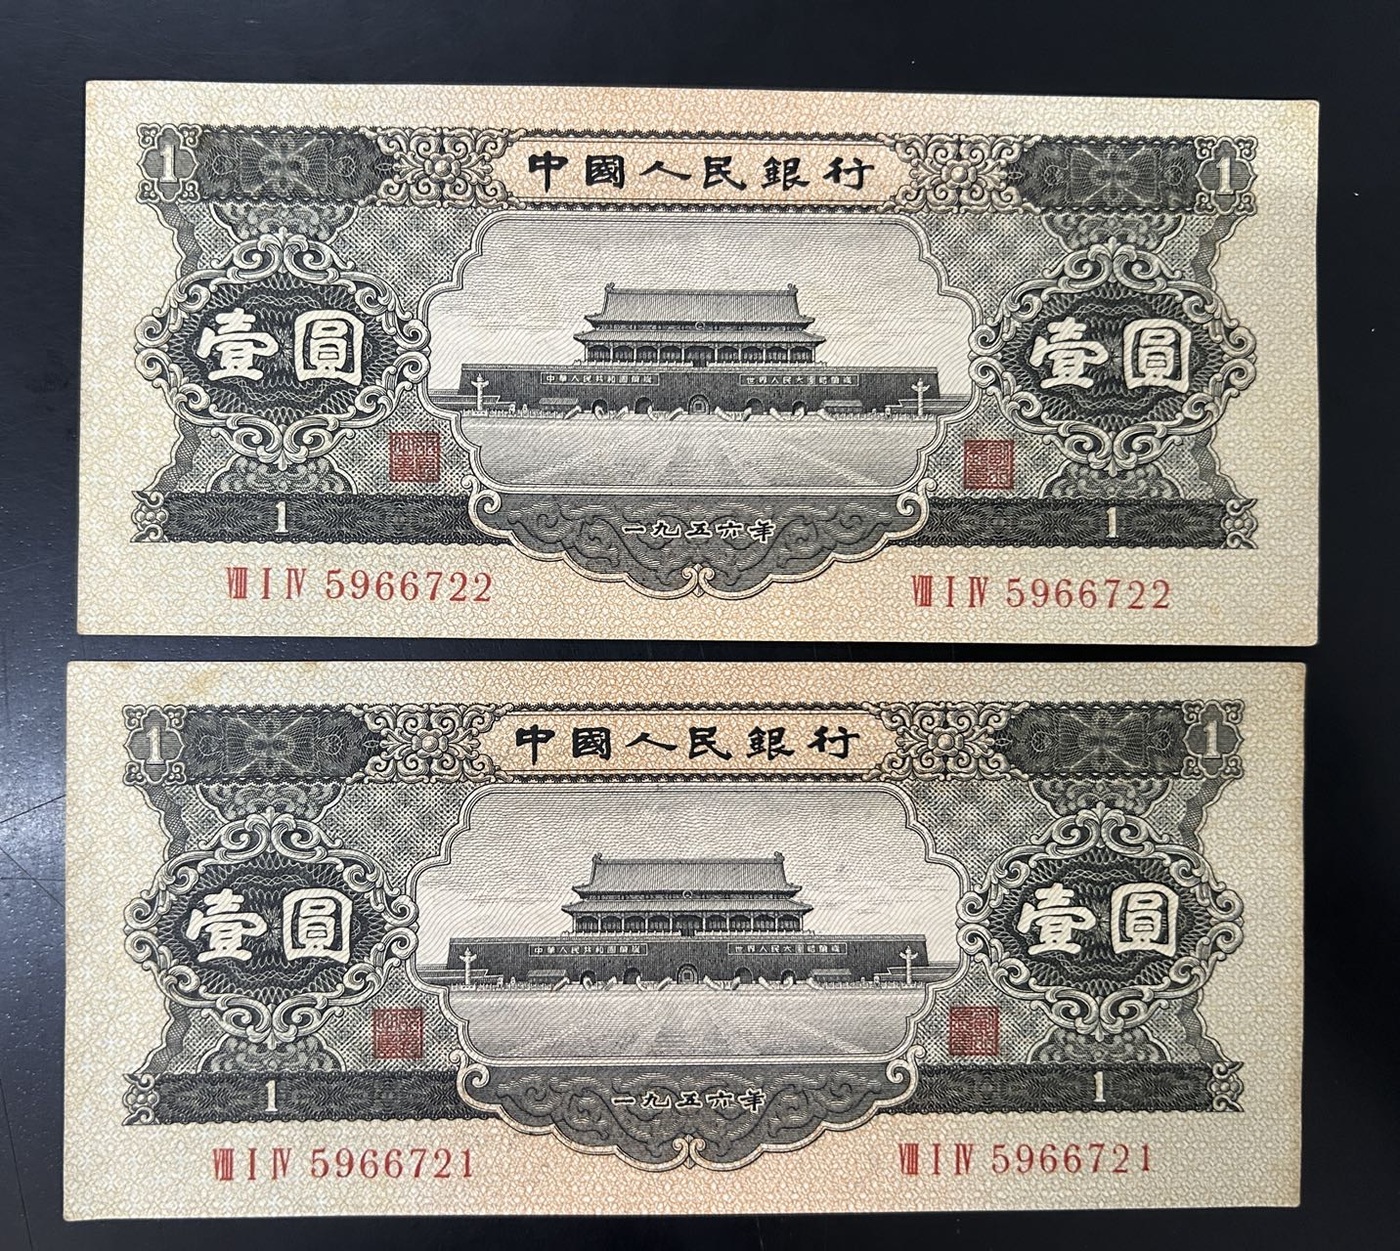 1 中國人民銀行 1
壹圓 壹圓
中華人民共和國萬歲 世界人民大團結萬歲
1 1
一九五六年
VIII I IV 5966722 VIII I IV 5966722
1 中國人民銀行 1
壹圓 壹圓
中華人民共和國萬歲 世界人民大團結萬歲
1 1
一九五六年
VIII I IV 5966721 VIII I IV 5966721